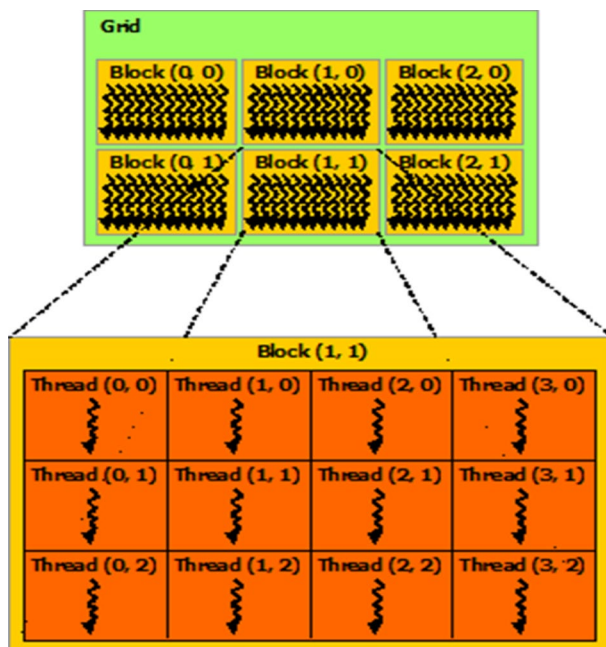 Grid
Block (0, 0) Block (1, 0) Block (2, 0)
Block (0, 1) Block (1, 1) Block (2, 1)
Block (1, 1)
Thread (0, 0) Thread (1, 0) Thread (2, 0) Thread (3, 0)
Thread (0, 1) Thread (1, 1) Thread (2, 1) Thread (3, 1)
Thread (0, 2) Thread (1, 2) Thread (2, 2) Thread (3, 2)